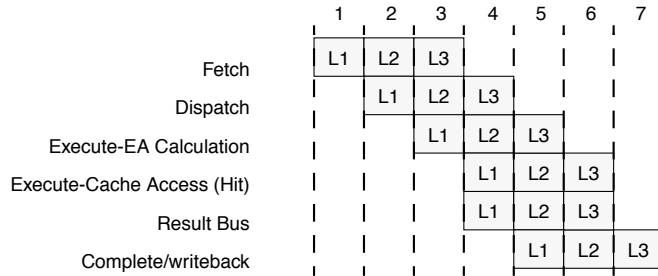 1 2 3 4 5 6 7
Fetch L1 L2 L3
Dispatch L1 L2 L3
Execute-EA Calculation L1 L2 L3
Execute-Cache Access (Hit) L1 L2 L3
Result Bus L1 L2 L3
Complete/writeback L1 L2 L3